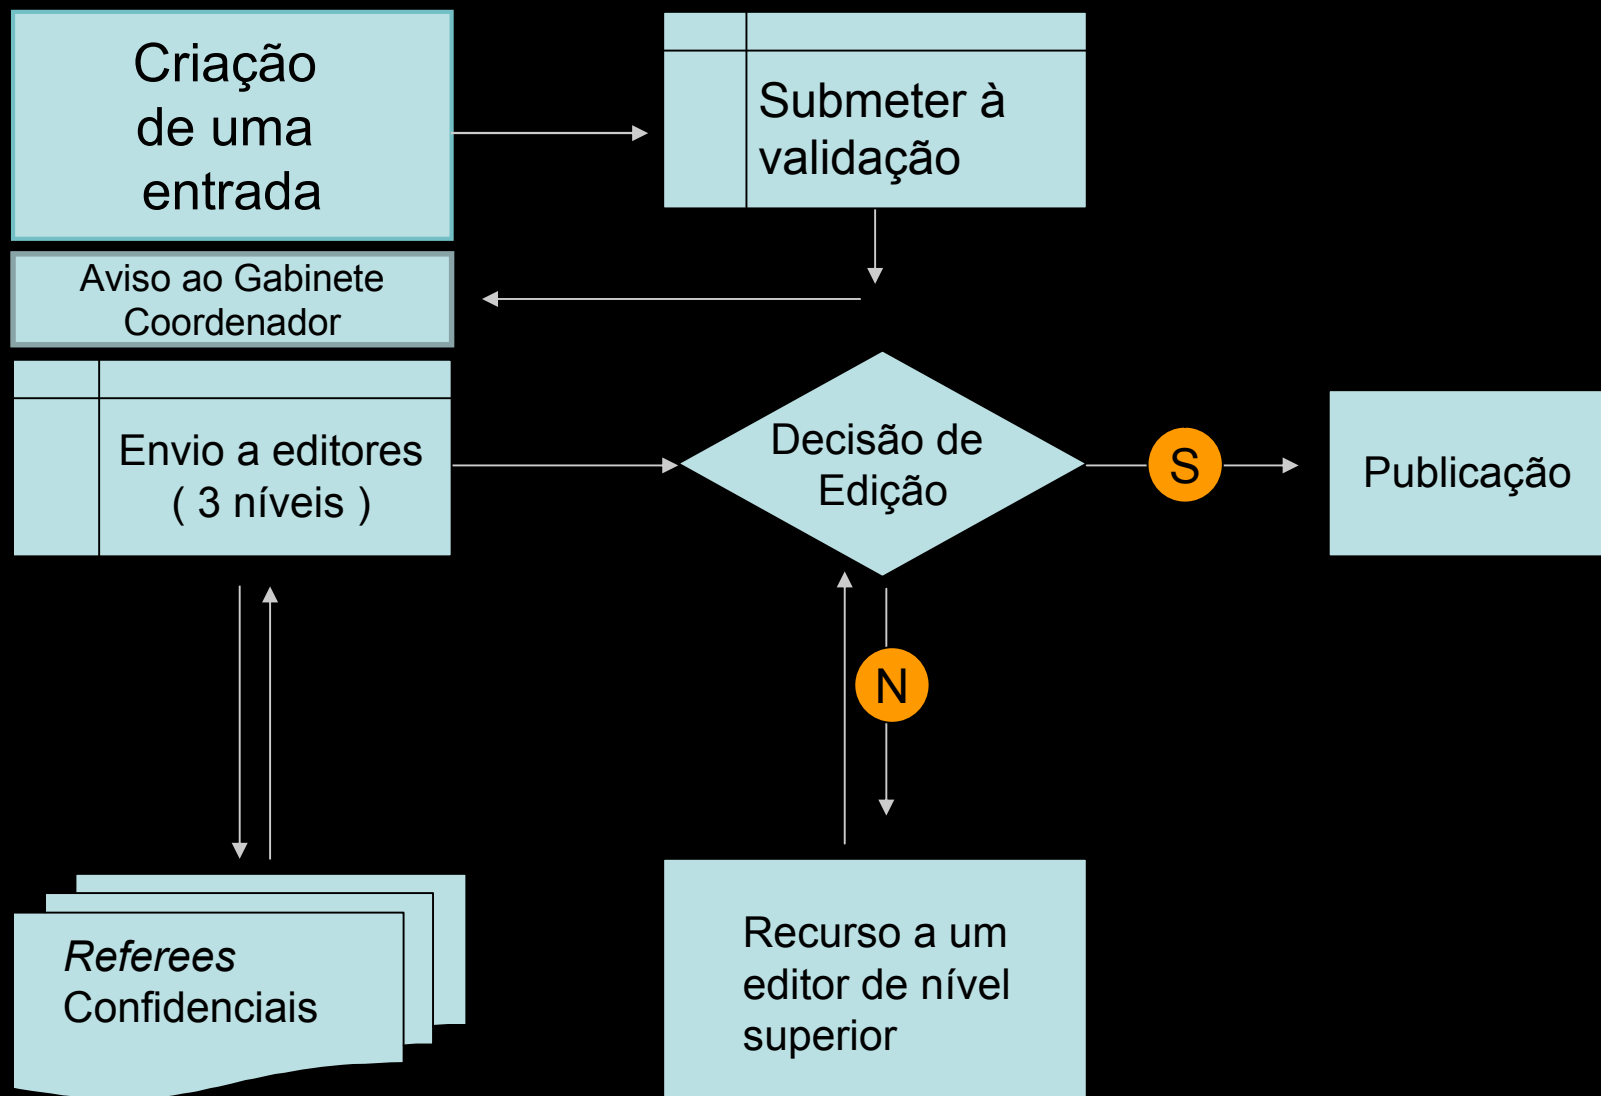 Criação
de uma
entrada
Submeter à
validação
Aviso ao Gabinete
Coordenador
Envio a editores
( 3 níveis )
Decisão de
Edição
S
Publicação
N
Referees
Confidenciais
Recurso a um
editor de nível
superior